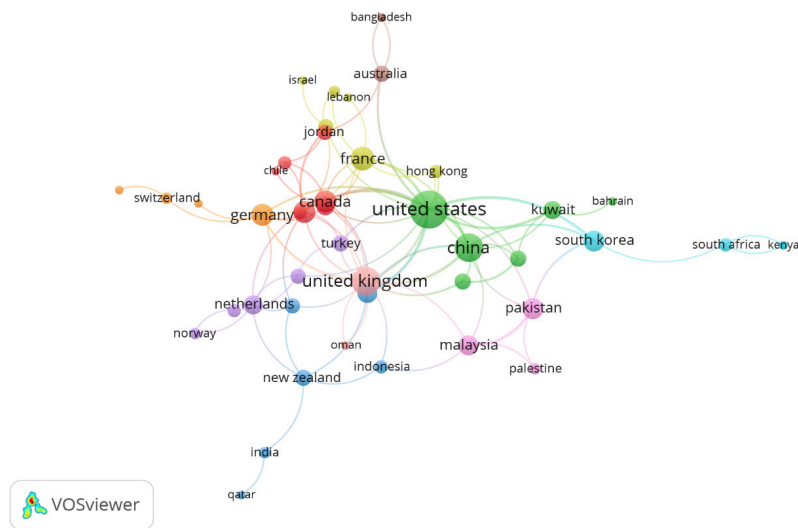 bangladesh
australia
israel
lebanon
jordan
france
hong kong
chile
switzerland
canada
germany
united states
kuwait
bahrain
turkey
china
south korea
south africa
kenya
united kingdom
netherlands
pakistan
norway
oman
malaysia
indonesia
palestine
new zealand
india
qatar
VOSviewer